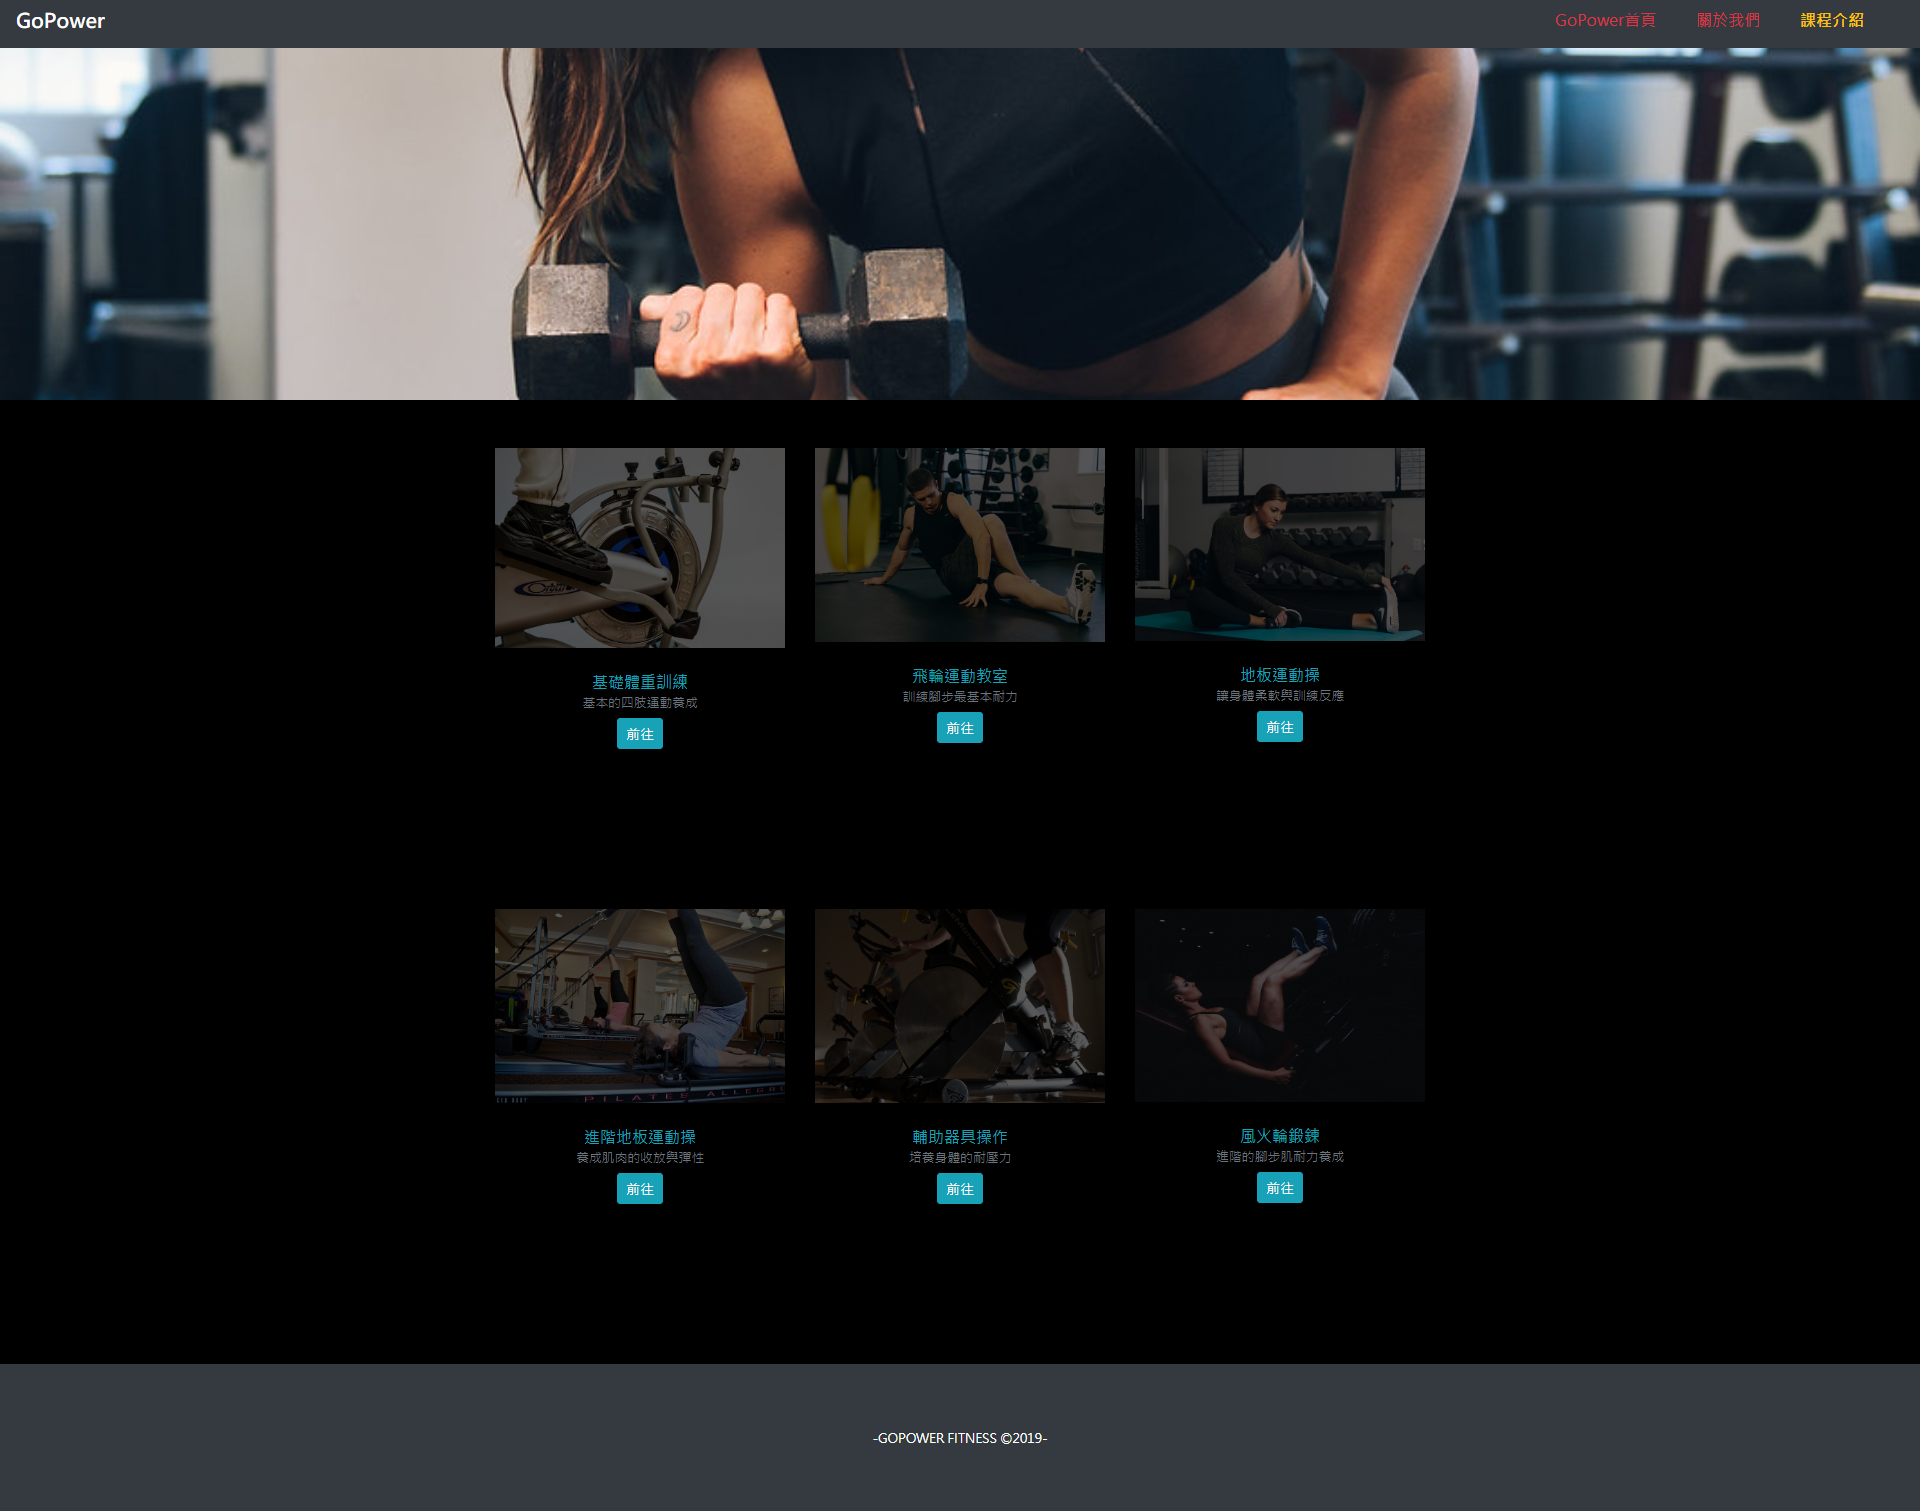 GoPower
GoPower首頁 關於我們 課程介紹
基礎體重訓練
基本的四肢運動養成
前往
飛輪運動教室
訓練腳步最基本耐力
前往
地板運動操
讓身體柔軟與訓練反應
前往
PILATES ALLEGRO
進階地板運動操
養成肌肉的收放與彈性
前往
輔助器具操作
培養身體的耐壓力
前往
風火輪鍛鍊
進階的腳步肌耐力養成
前往
-GOPOWER FITNESS ©2019-